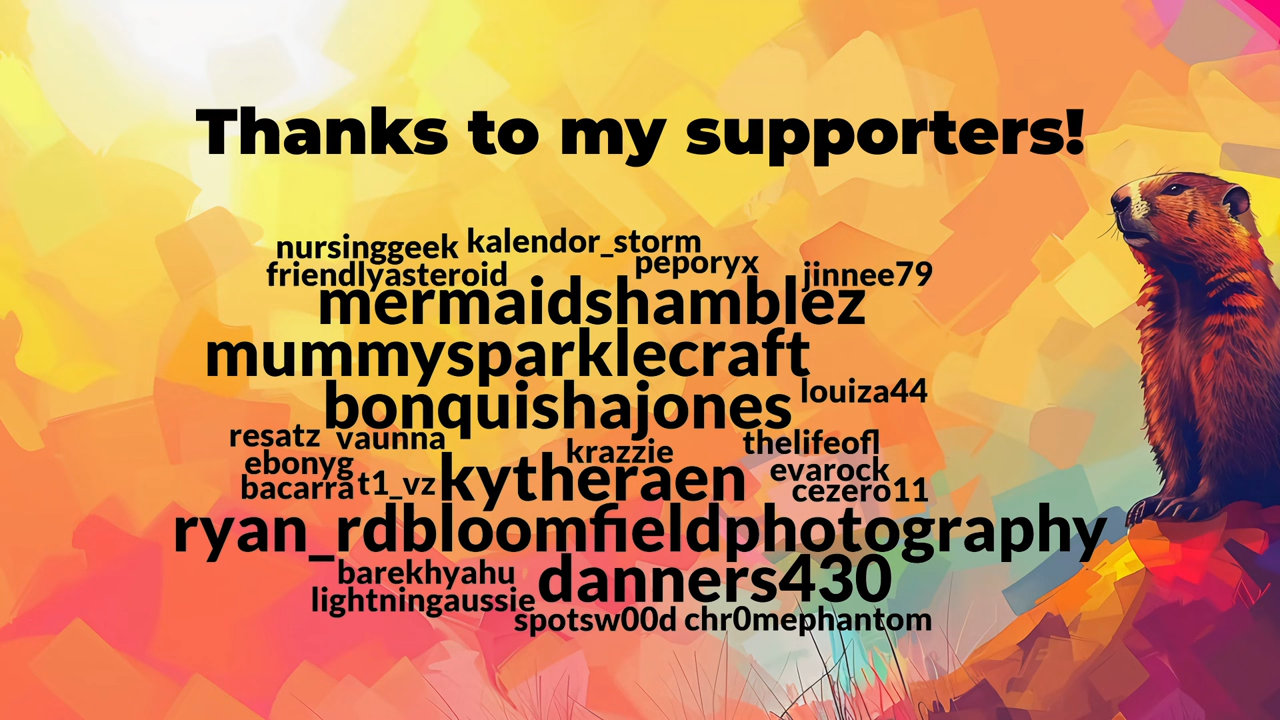 Thanks to my supporters!
nursinggeek kalendor_storm
friendlyasteroid peporyx jinnee79
mermaidshamblez
mummysparklecraft
bonquishajones louiza44
resatz vaunna krazzie thelifeofl
ebonyg kytheraen evarock
bacarra t1_vz cezero11
ryan_rdbloomfieldphotography
barekhyahu danners430
lightningaussie
spotsw00d chr0mephantom